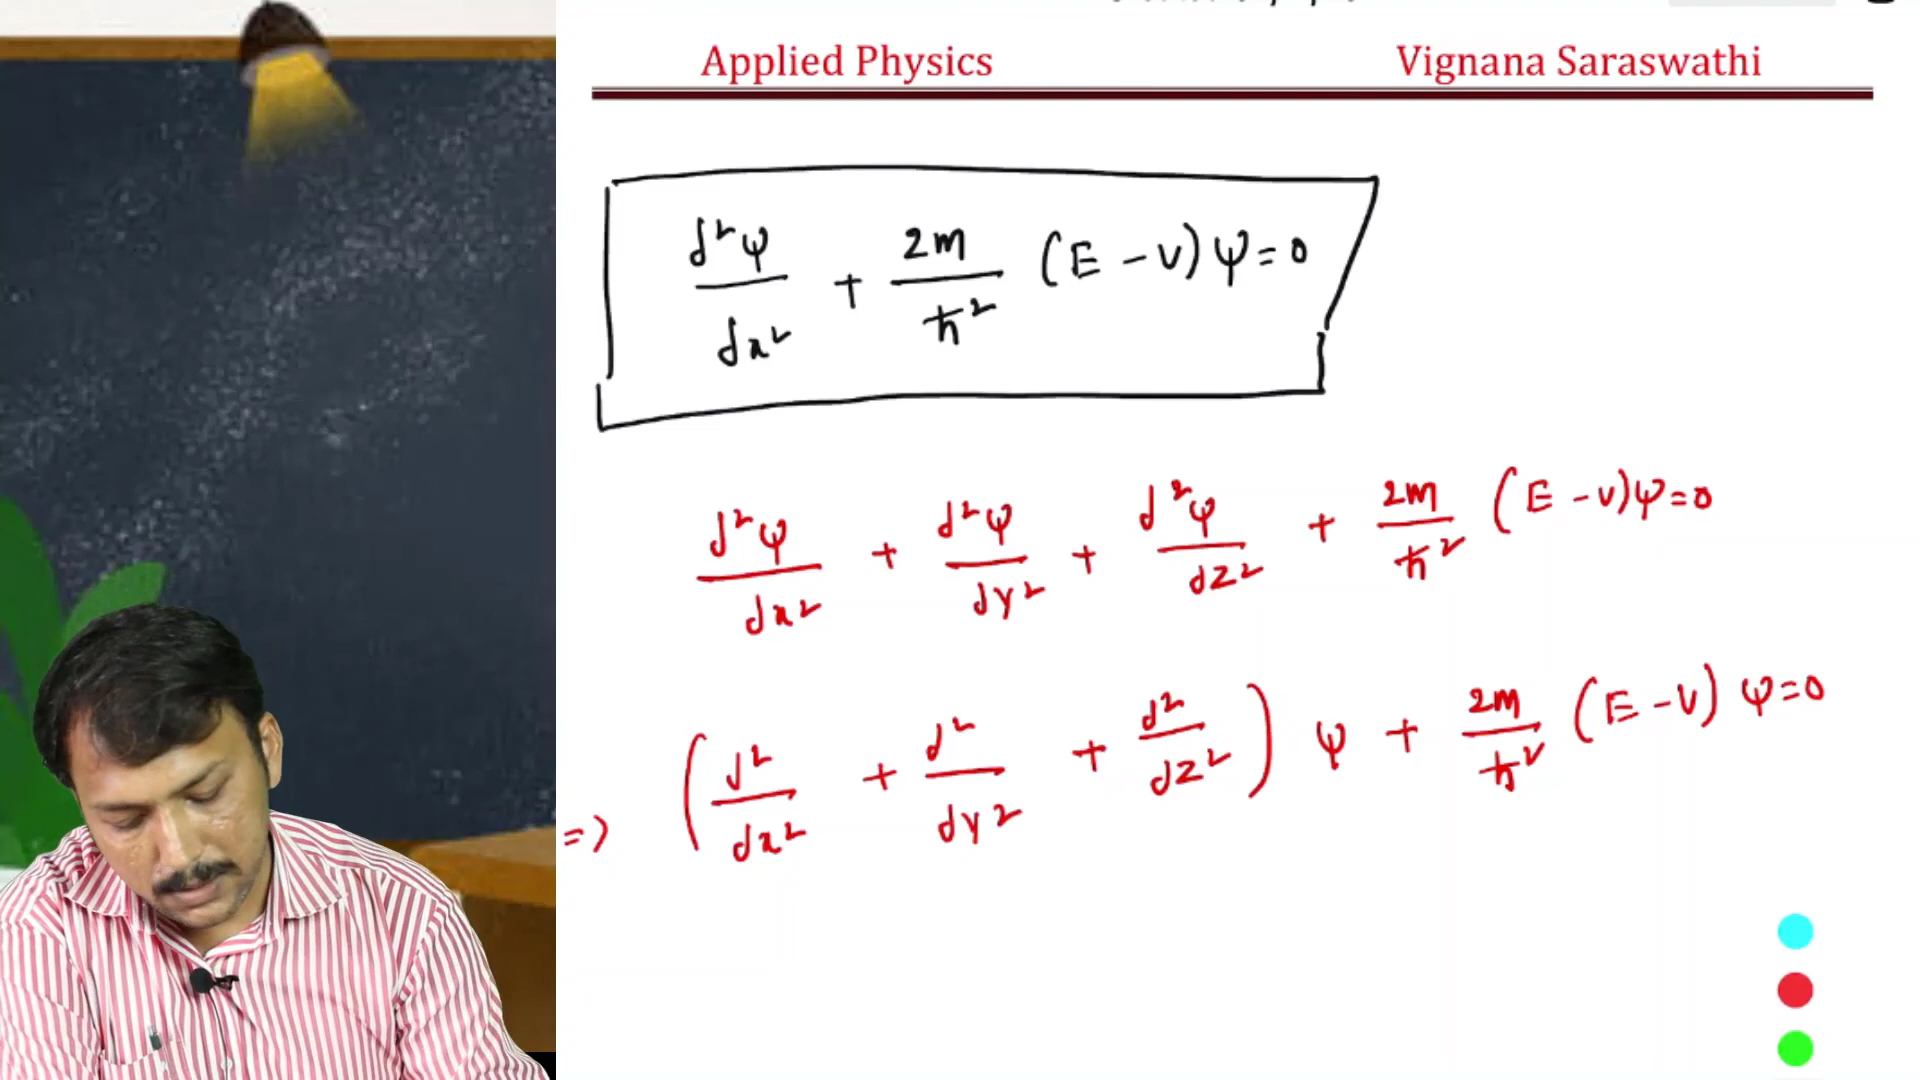 Applied Physics Vignana Saraswathi
d²ψ/dx² + 2m/ħ² (E - V) ψ = 0
d²ψ/dx² + d²ψ/dy² + d²ψ/dz² + 2m/ħ² (E - V) ψ = 0
=> (d²/dx² + d²/dy² + d²/dz²) ψ + 2m/ħ² (E - V) ψ = 0